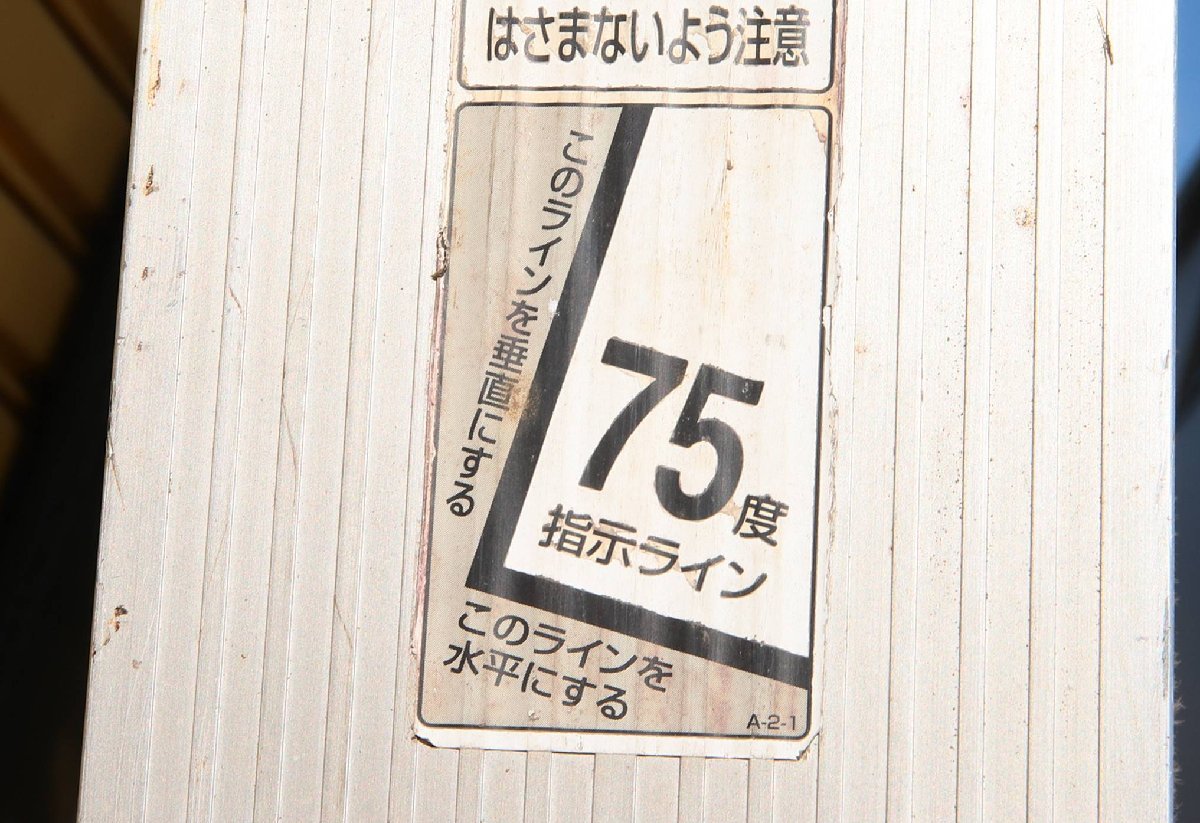 はさまないよう注意
このラインを垂直にする
75度
指示ライン
このラインを
水平にする
A-2-1